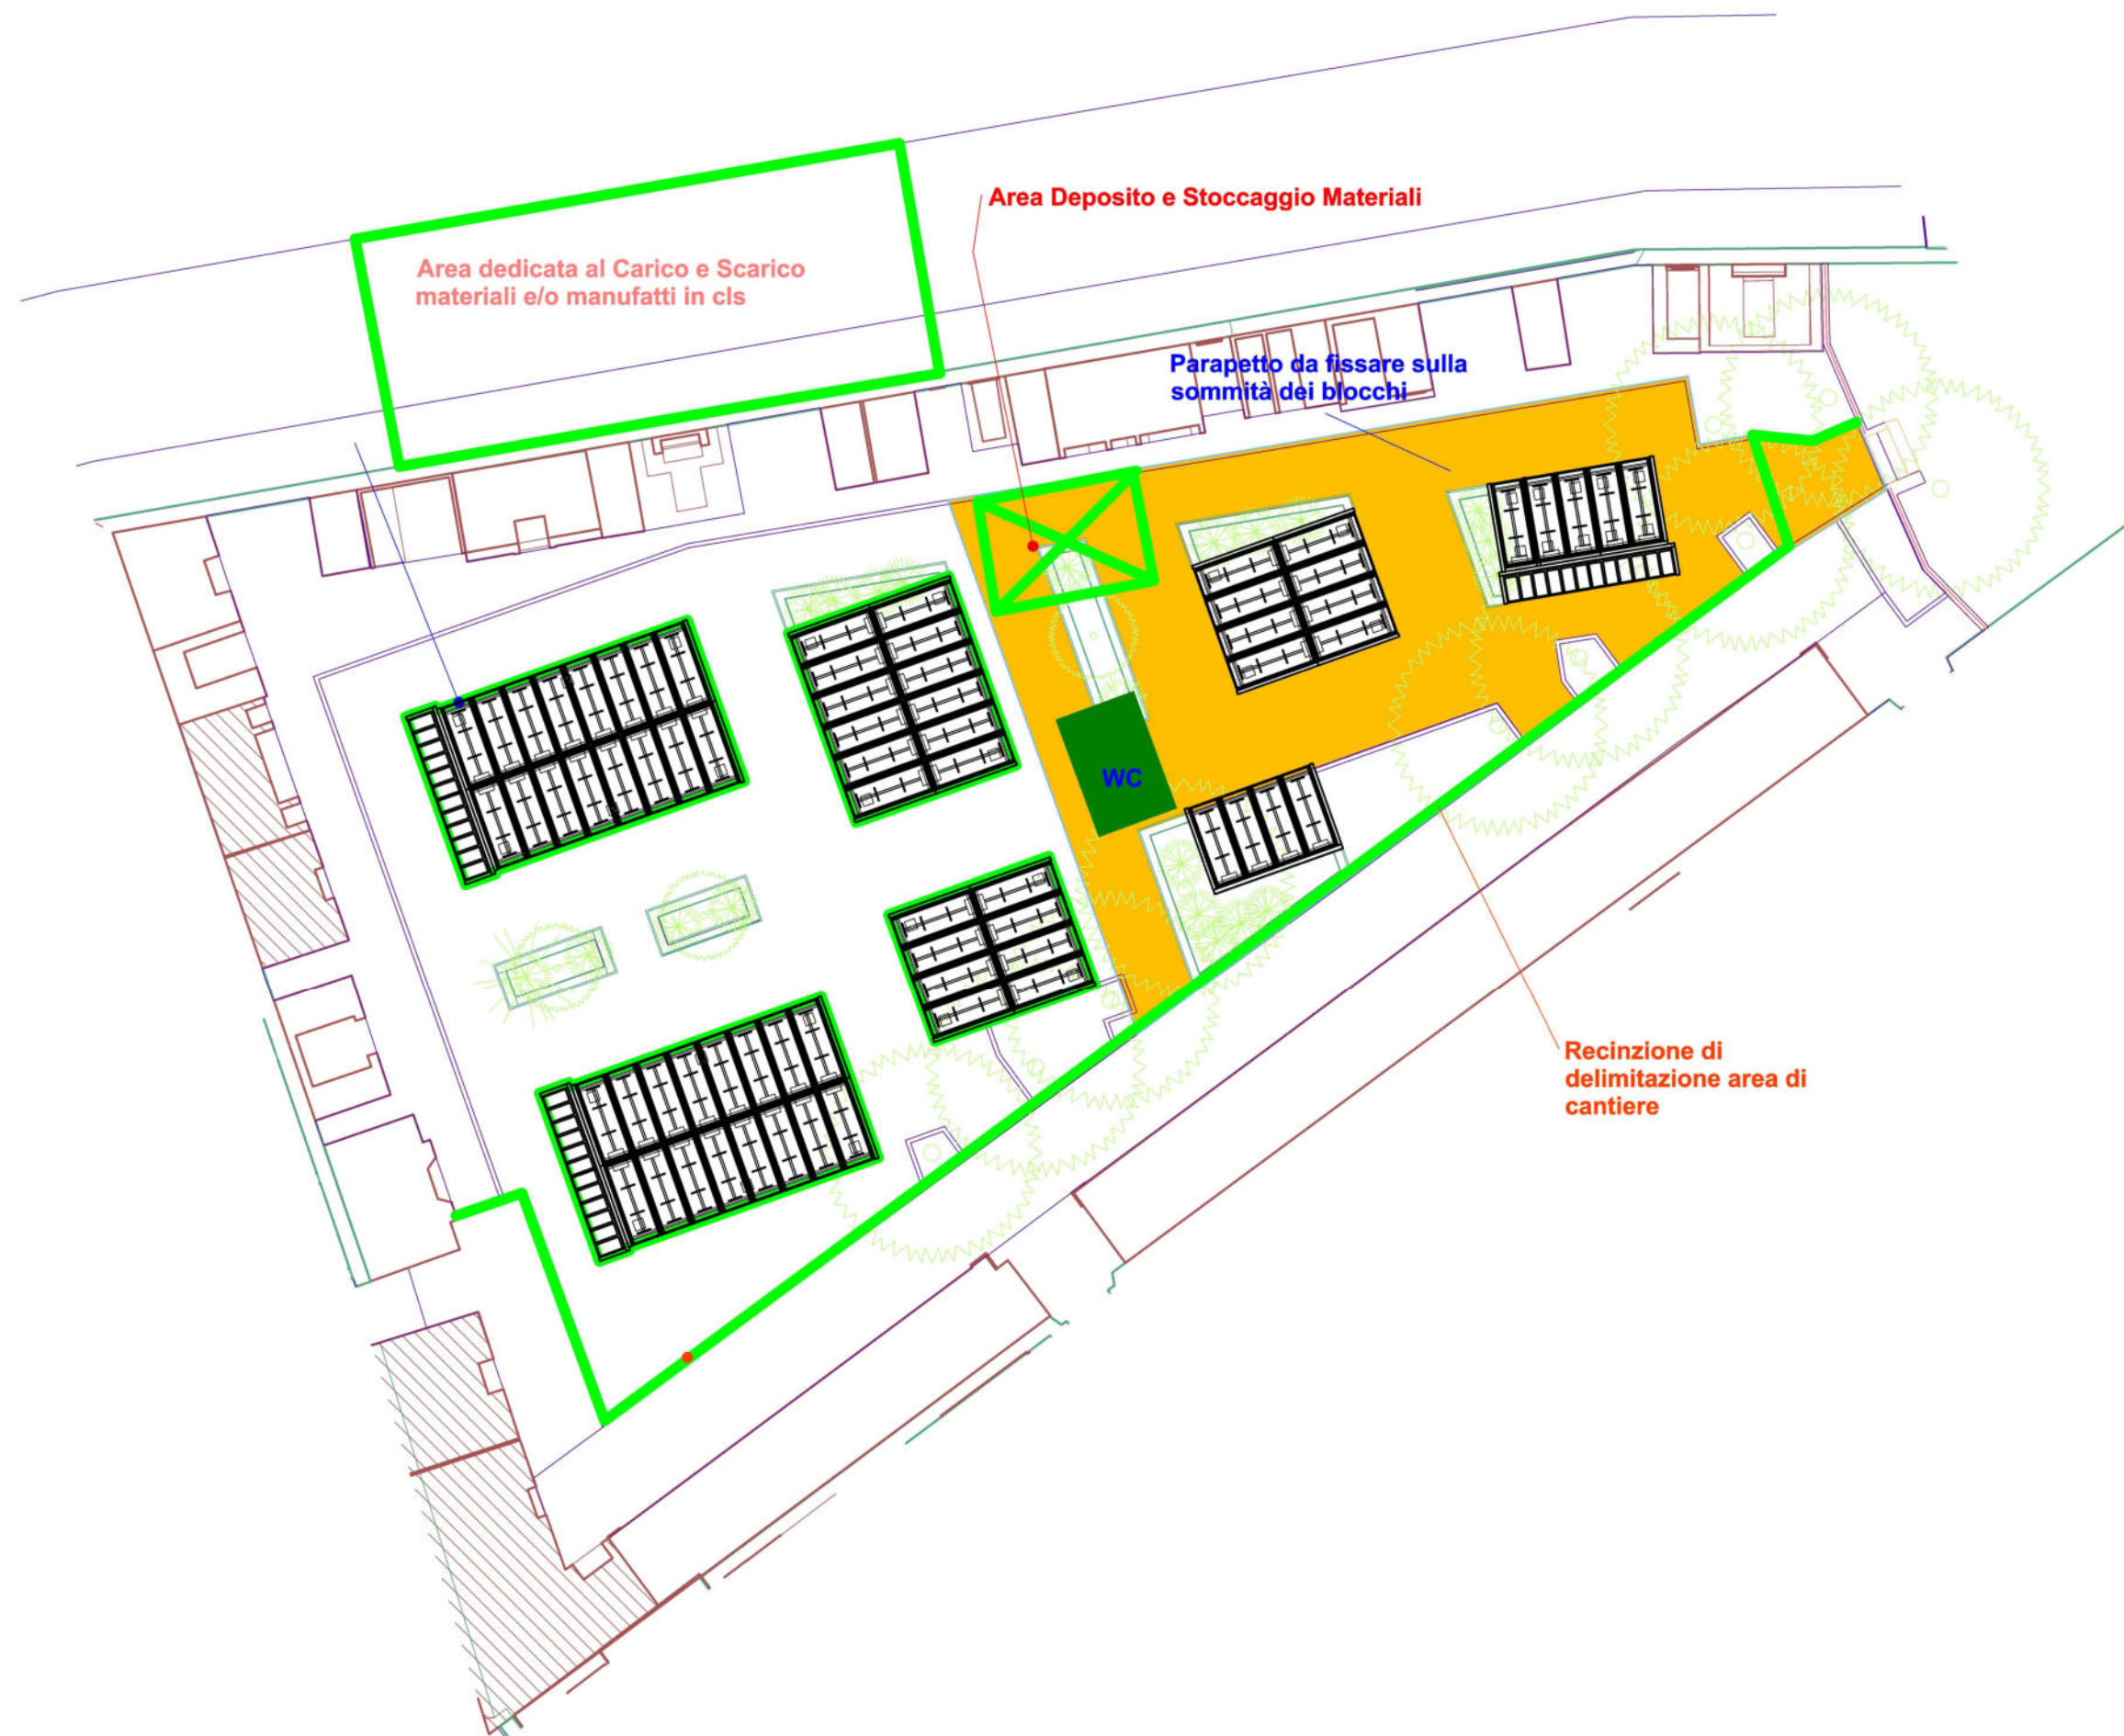 Area Deposito e Stoccaggio Materiali
Area dedicata al Carico e Scarico
materiali e/o manufatti in cls
Parapetto da fissare sulla
sommità dei blocchi
WC
Recinzione di
delimitazione area di
cantiere